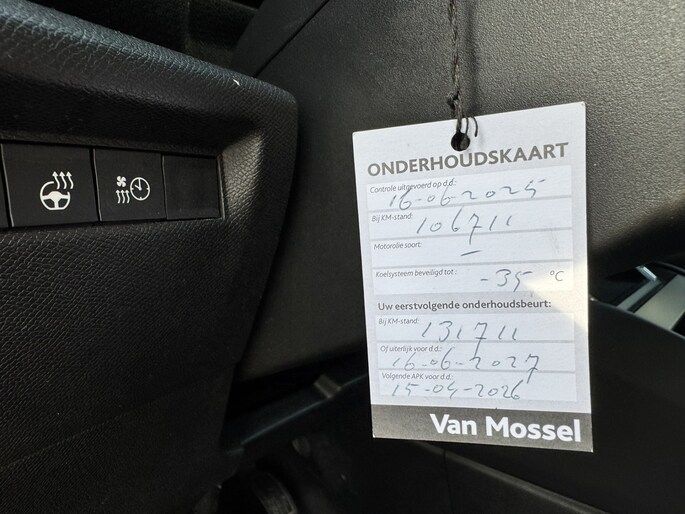 ONDERHOUDSKAART
Controle uitgevoerd op d.d.: 16-06-2025
Bij KM-stand: 106711
Motorolie soort: -
Koelsysteem beveiligd tot: -35 °C
Uw eerstvolgende onderhoudsbeurt:
Bij KM-stand: 131711
Of uiterlijk voor d.d.: 16-06-2027
Volgende APK voor d.d.: 15-04-2026
Van Mossel